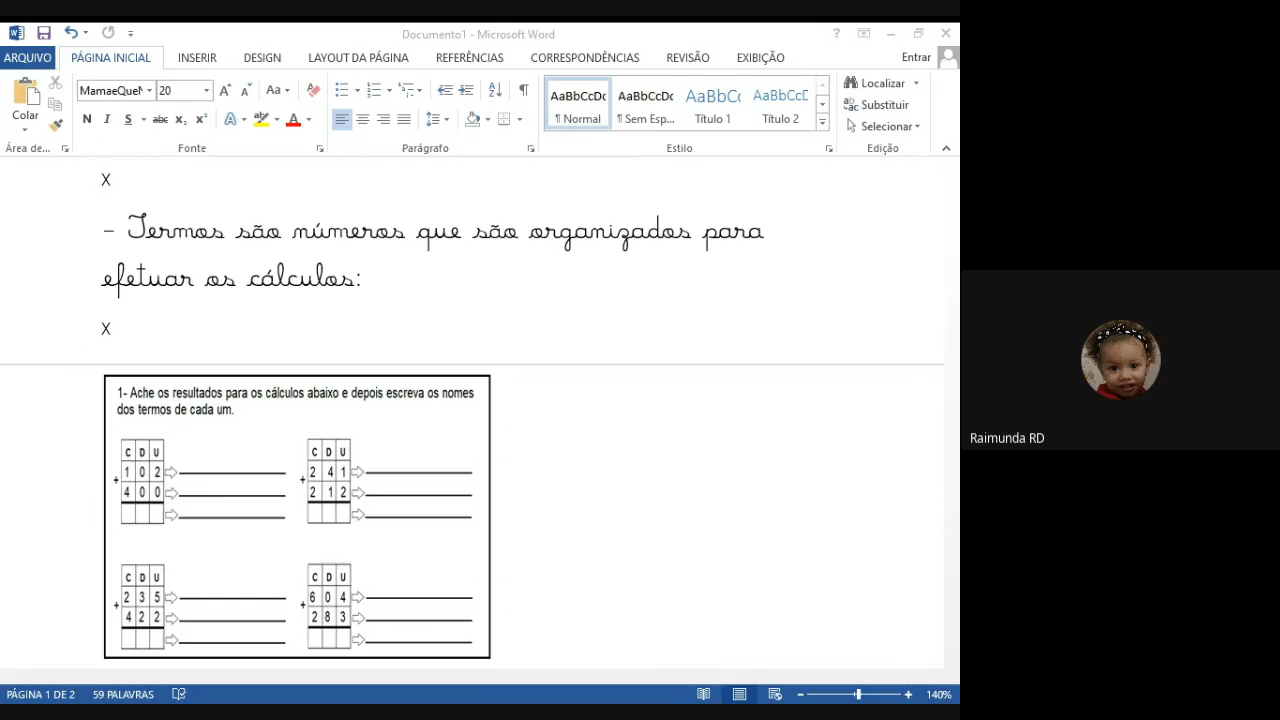 Documento1 - Microsoft Word
?
ARQUIVO PÁGINA INICIAL INSERIR DESIGN LAYOUT DA PÁGINA REFERÊNCIAS CORRESPONDÊNCIAS REVISÃO EXIBIÇÃO Entrar
Colar
Área de...
MamaeQueN 20
N I S abc x₂ x² A A
Aa
Fonte
Parágrafo
AaBbCcDc AaBbCcDc AaBbC( AaBbCcD
¶ Normal ¶ Sem Esp... Título 1 Título 2
Estilo
Localizar
Substituir
Selecionar
Edição
X
- Termos são números que são organizados para
efetuar os cálculos:
X
1- Ache os resultados para os cálculos abaixo e depois escreva os nomes
dos termos de cada um.
C D U
1 0 2
+
4 0 0
C D U
2 4 1
+
2 1 2
C D U
2 3 5
+
4 2 2
C D U
6 0 4
+
2 8 3
PÁGINA 1 DE 2 59 PALAVRAS 140%
Raimunda RD